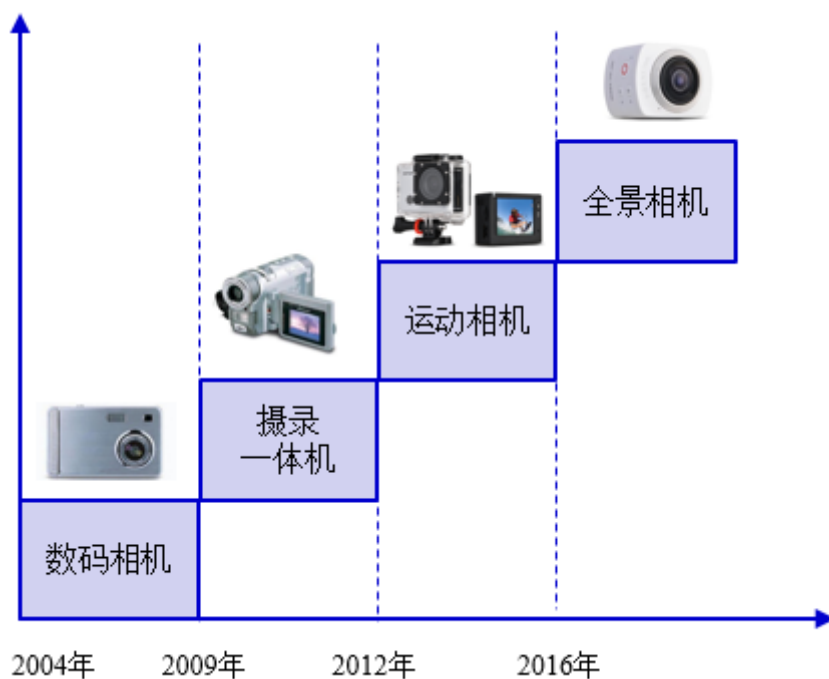 全景相机
运动相机
摄录
一体机
数码相机
2004年
2009年
2012年
2016年